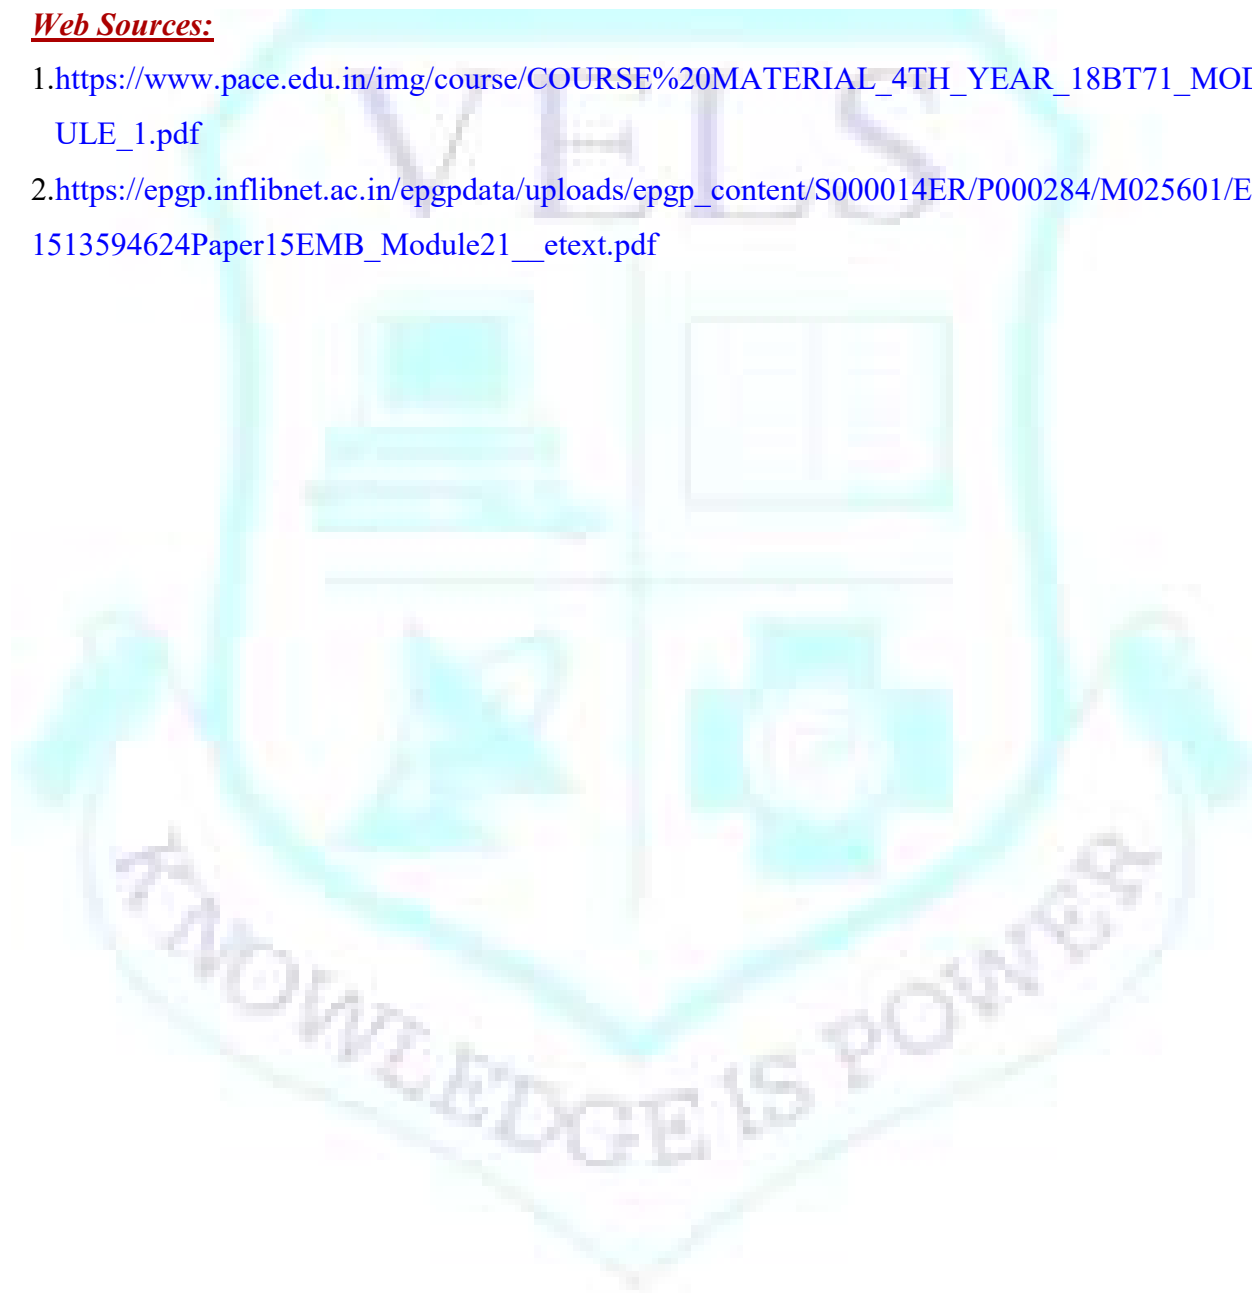 Web Sources:
1.https://www.pace.edu.in/img/course/COURSE%20MATERIAL_4TH_YEAR_18BT71_MOD
ULE_1.pdf
2.https://epgp.inflibnet.ac.in/epgpdata/uploads/epgp_content/S000014ER/P000284/M025601/E
1513594624Paper15EMB_Module21__etext.pdf
VELS
KNOWLEDGE IS POWER